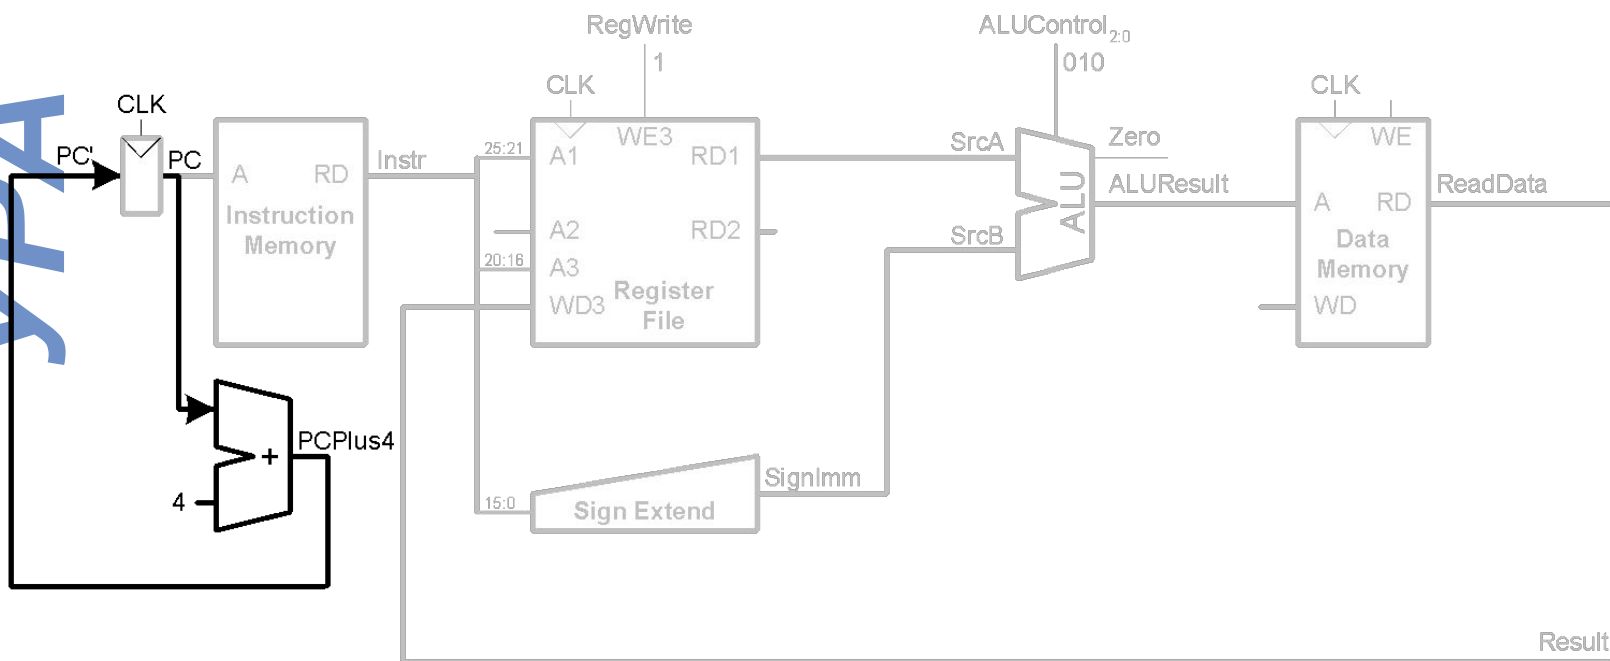 RegWrite
ALUControl2:0
1
010
CLK
CLK
CLK
PC'
PC
A
RD
Instr
Instruction
Memory
25:21
A1
WE3
RD1
A2
RD2
20:16
A3
WD3
Register
File
SrcA
SrcB
ALU
Zero
ALUResult
WE
A
RD
ReadData
Data
Memory
WD
PCPlus4
+
4
15:0
Sign Extend
SignImm
Result
УРА